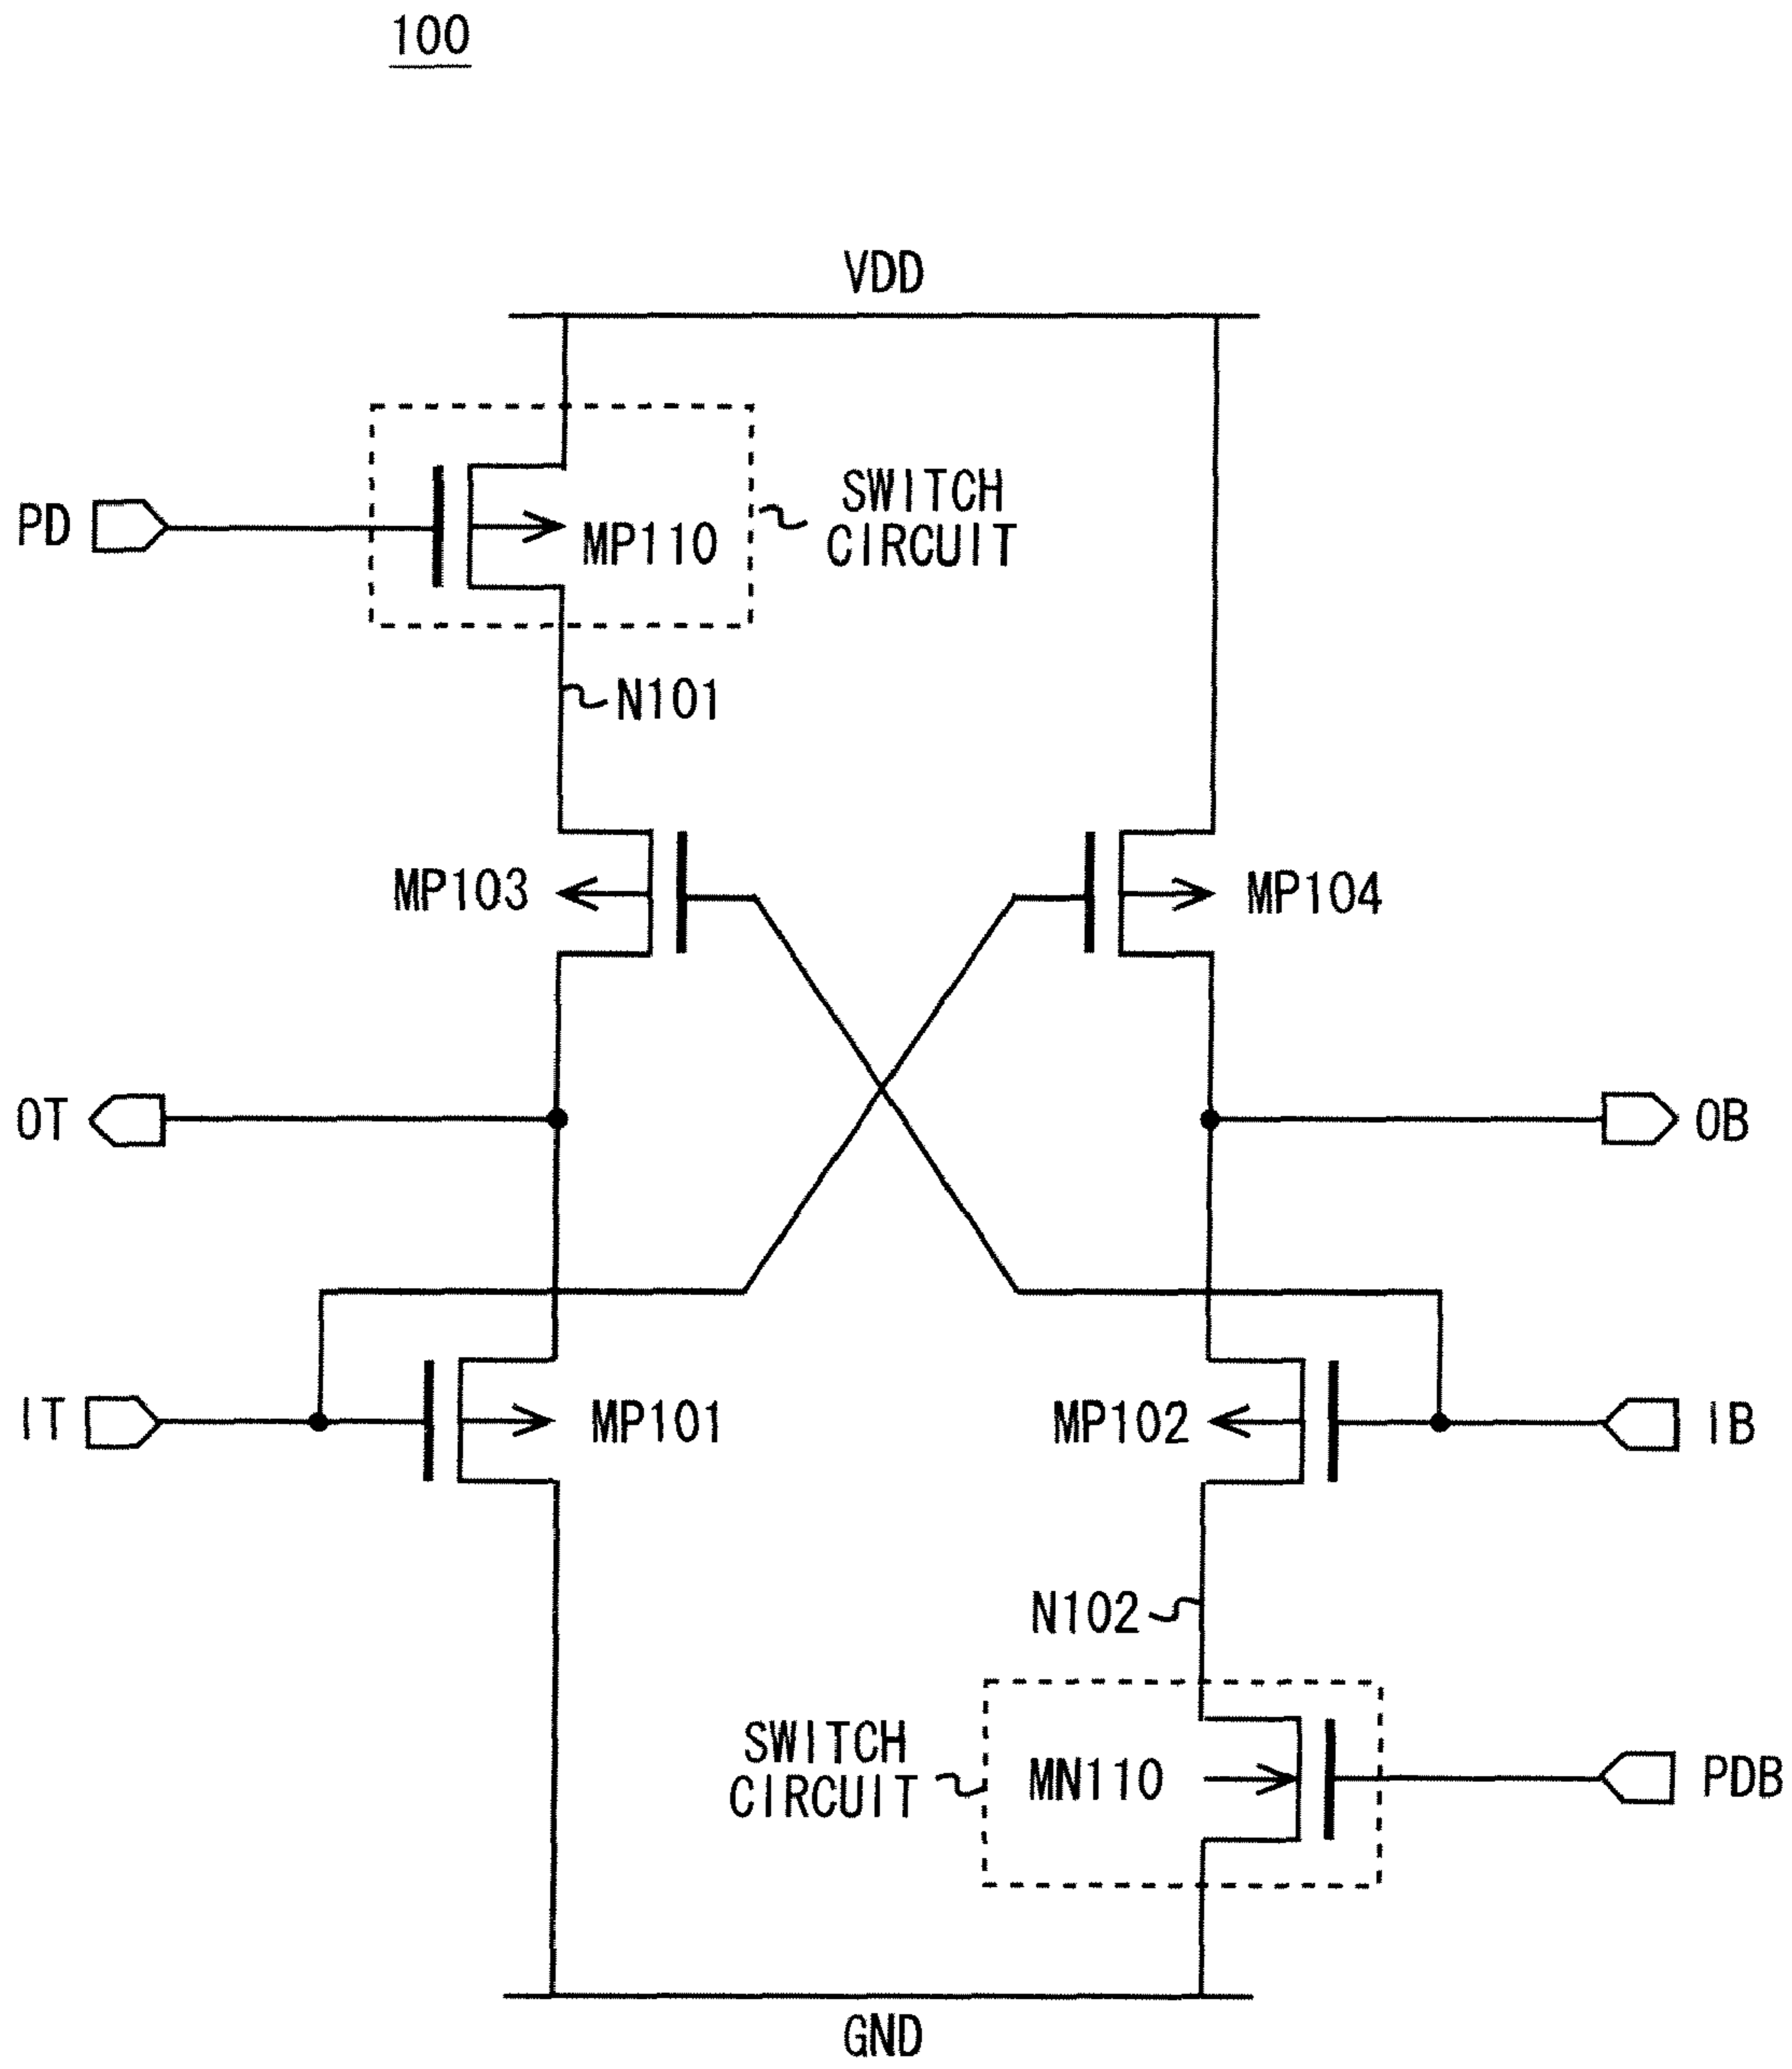 100
VDD
PD
MP110
SWITCH
CIRCUIT
N101
MP103
MP104
OT
OB
IT
MP101
MP102
IB
N102
SWITCH
CIRCUIT
MN110
PDB
GND